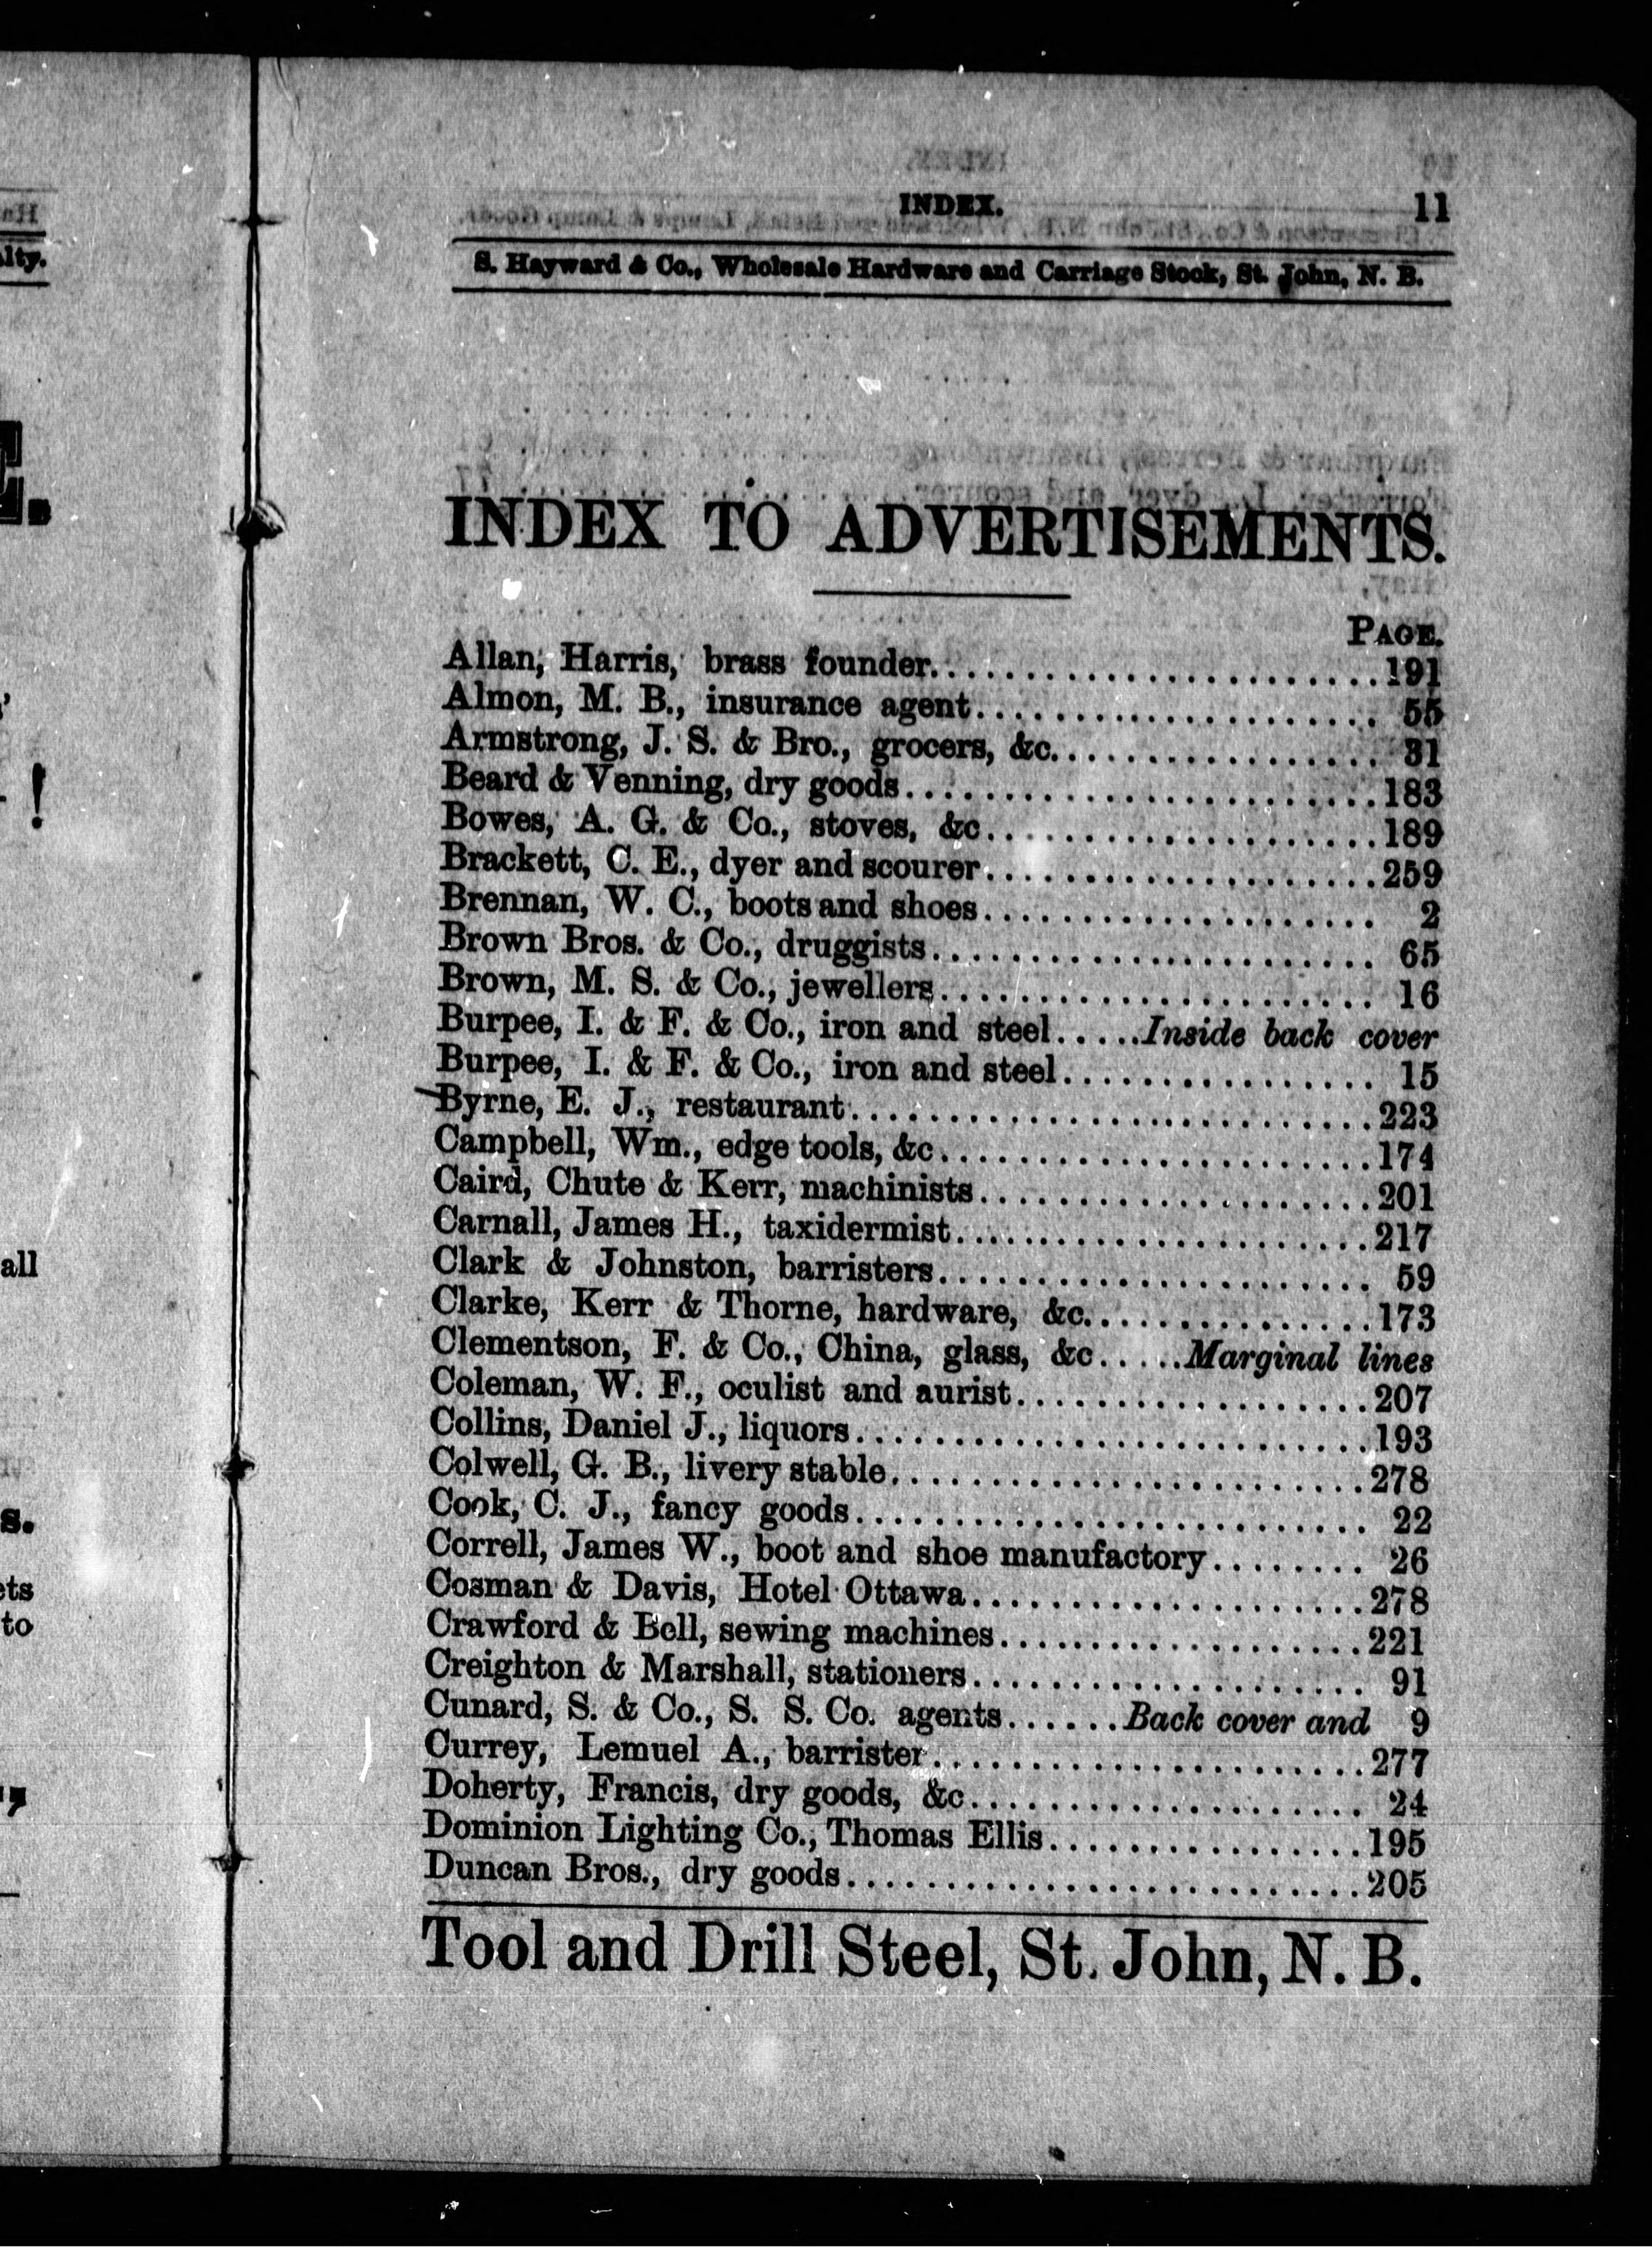 INDEX. 11
S. Hayward & Co., Wholesale Hardware and Carriage Stock, St. John, N. B.
INDEX TO ADVERTISEMENTS.
PAGE.
Allan, Harris, brass founder........................191
Almon, M. B., insurance agent..................... 55
Armstrong, J. S. & Bro., grocers, &c................. 31
Beard & Venning, dry goods........................183
Bowes, A. G. & Co., stoves, &c....................189
Brackett, C. E., dyer and scourer....................259
Brennan, W. C., boots and shoes.................... 2
Brown Bros. & Co., druggists....................... 65
Brown, M. S. & Co., jewellers...................... 16
Burpee, I. & F. & Co., iron and steel.....Inside back cover
Burpee, I. & F. & Co., iron and steel................ 15
Byrne, E. J., restaurant...........................223
Campbell, Wm., edge tools, &c......................174
Caird, Chute & Kerr, machinists....................201
Carnall, James H., taxidermist.....................217
Clark & Johnston, barristers...................... 59
Clarke, Kerr & Thorne, hardware, &c...............173
Clementson, F. & Co., China, glass, &c.....Marginal lines
Coleman, W. F., oculist and aurist..................207
Collins, Daniel J., liquors..........................193
Colwell, G. B., livery stable........................278
Cook, C. J., fancy goods.......................... 22
Correll, James W., boot and shoe manufactory........ 26
Cosman & Davis, Hotel Ottawa....................278
Crawford & Bell, sewing machines...................221
Creighton & Marshall, stationers.................... 91
Cunard, S. & Co., S. S. Co. agents......Back cover and 9
Currey, Lemuel A., barrister......................277
Doherty, Francis, dry goods, &c.................... 24
Dominion Lighting Co., Thomas Ellis................195
Duncan Bros., dry goods..........................205
Tool and Drill Steel, St. John, N. B.